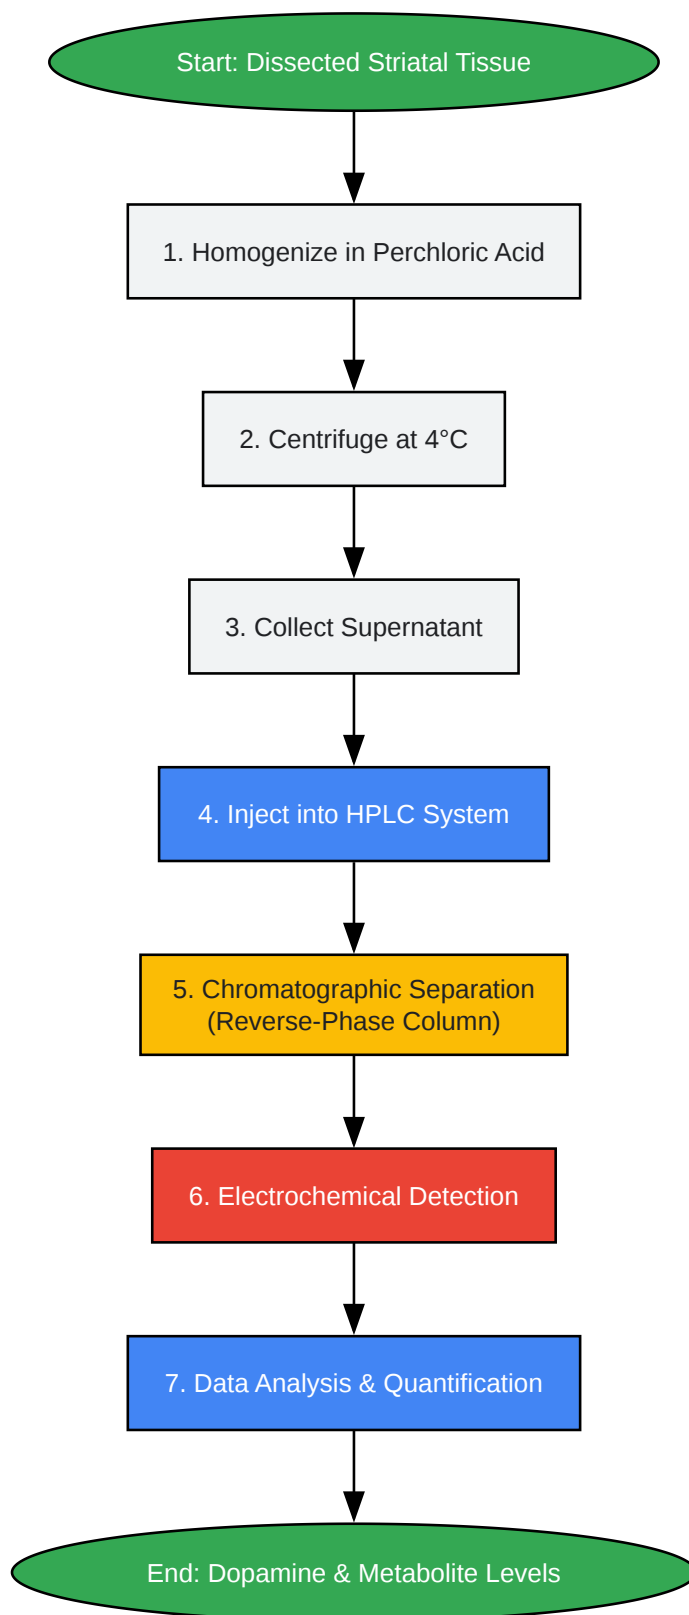 Start: Dissected Striatal Tissue
1. Homogenize in Perchloric Acid
2. Centrifuge at 4°C
3. Collect Supernatant
4. Inject into HPLC System
5. Chromatographic Separation
(Reverse-Phase Column)
6. Electrochemical Detection
7. Data Analysis & Quantification
End: Dopamine & Metabolite Levels